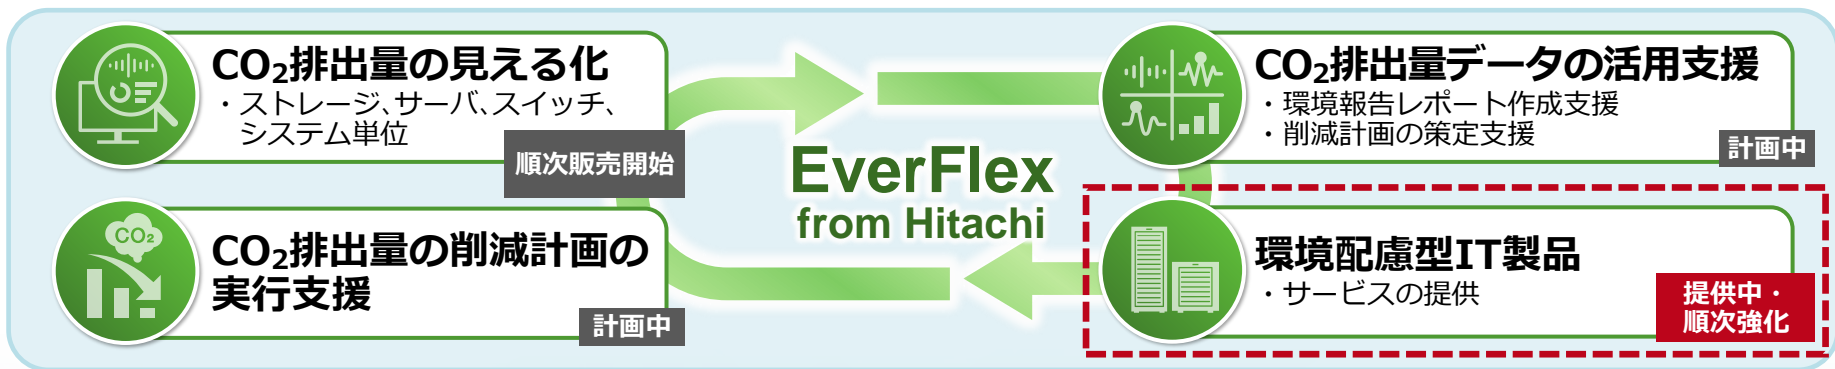 CO₂排出量の見える化
・ストレージ、サーバ、スイッチ、
システム単位
順次販売開始
CO₂排出量データの活用支援
・環境報告レポート作成支援
・削減計画の策定支援
計画中
EverFlex
from Hitachi
CO₂
CO₂排出量の削減計画の
実行支援
計画中
環境配慮型IT製品
・サービスの提供
提供中・
順次強化